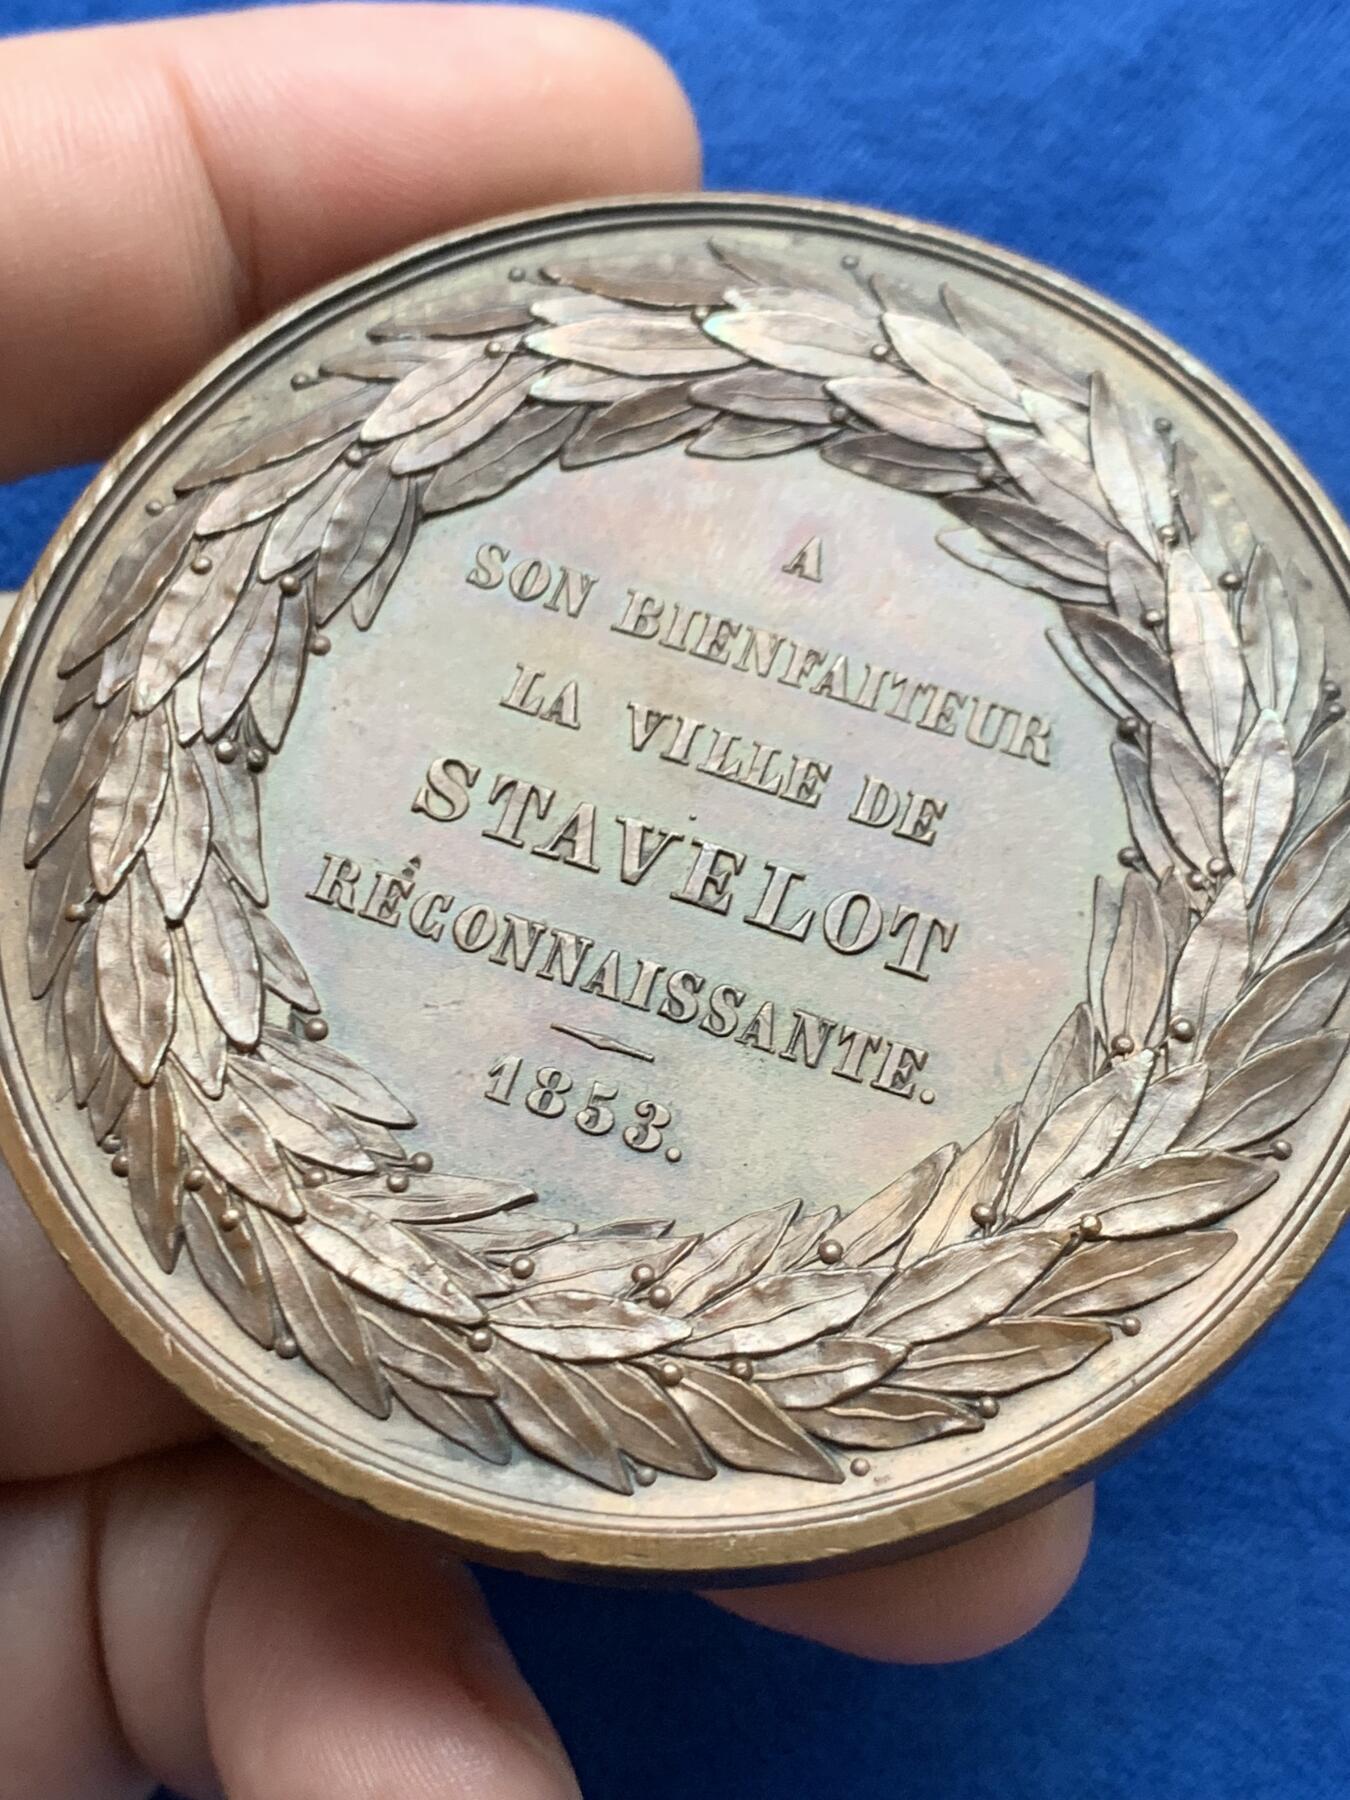 A
SON BIENFAITEUR
LA VILLE DE
STAVELOT
RÉCONNAISSANTE.
1853.